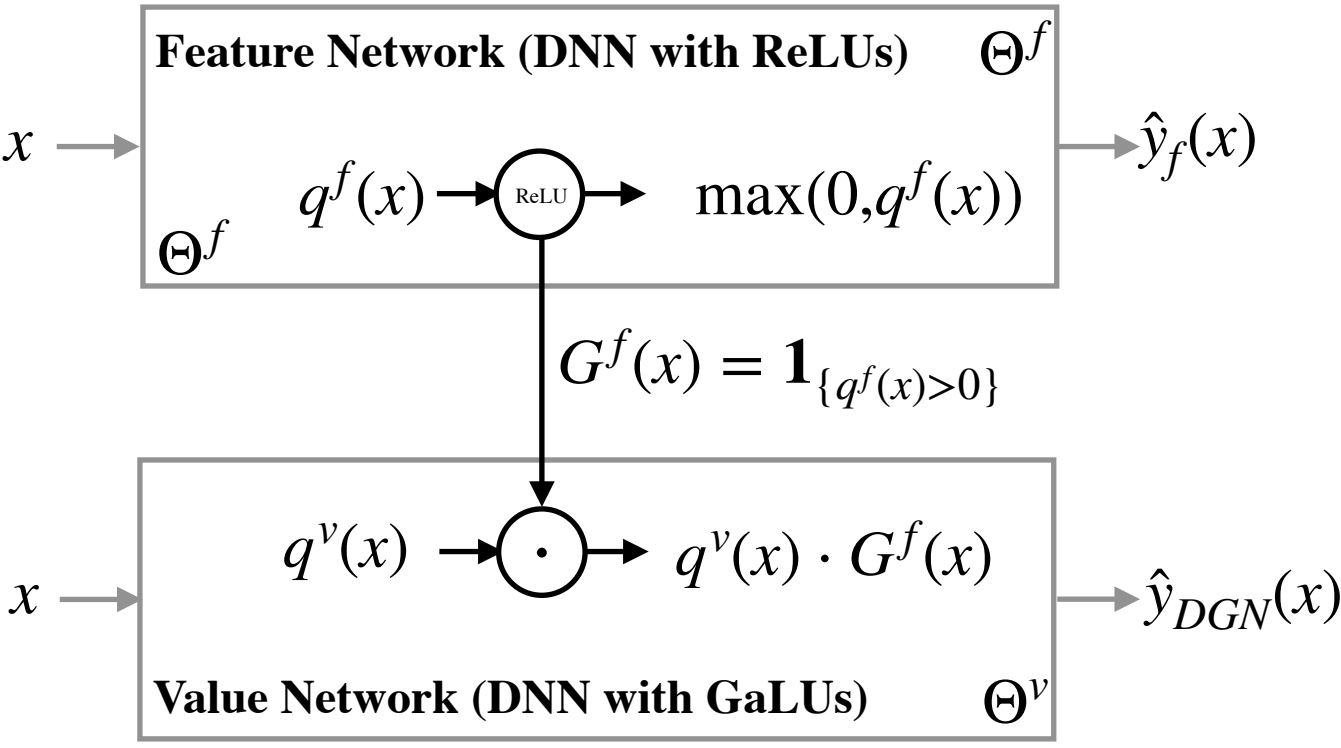 Feature Network (DNN with ReLUs) Θ^f
x
ŷ_f(x)
q^f(x) ReLU max(0,q^f(x))
Θ^f
G^f(x) = 1_{q^f(x)>0}
q^v(x) · q^v(x) · G^f(x)
x
ŷ_DGN(x)
Value Network (DNN with GaLUs) Θ^v